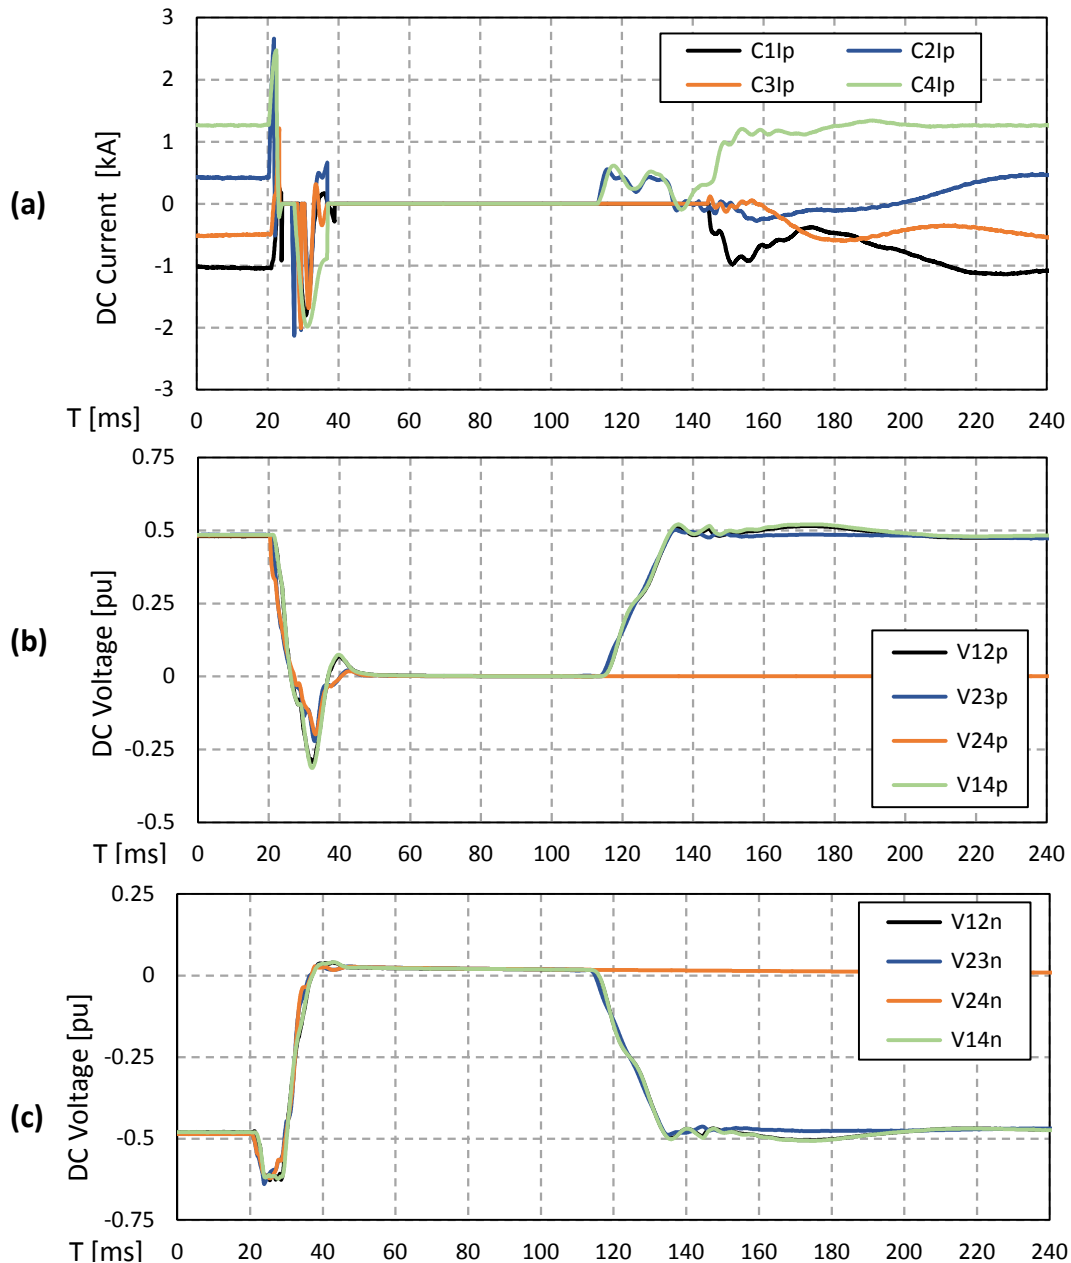 3
2
1
0
-1
-2
-3
DC Current [kA]
(a)
C1Ip C2Ip
C3Ip C4Ip
T [ms]
0 20 40 60 80 100 120 140 160 180 200 220 240
0.75
0.5
0.25
0
-0.25
-0.5
DC Voltage [pu]
(b)
V12p
V23p
V24p
V14p
T [ms]
0 20 40 60 80 100 120 140 160 180 200 220 240
0.25
0
-0.25
-0.5
-0.75
DC Voltage [pu]
(c)
V12n
V23n
V24n
V14n
T [ms]
0 20 40 60 80 100 120 140 160 180 200 220 240